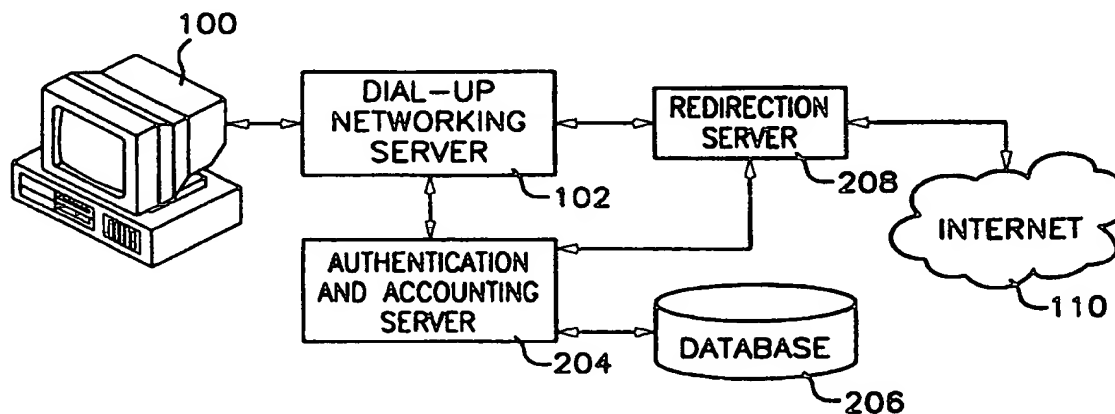 100
DIAL-UP
NETWORKING
SERVER
102
REDIRECTION
SERVER
208
INTERNET
110
AUTHENTICATION
AND ACCOUNTING
SERVER
204
DATABASE
206